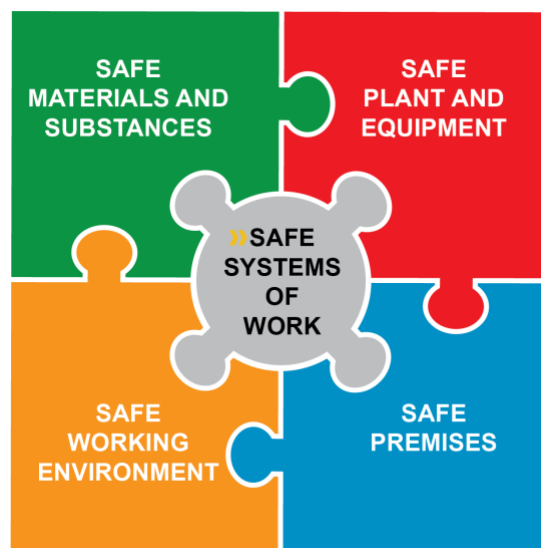 SAFE
MATERIALS AND
SUBSTANCES
SAFE
PLANT AND
EQUIPMENT
»SAFE
SYSTEMS
OF
WORK
SAFE
WORKING
ENVIRONMENT
SAFE
PREMISES